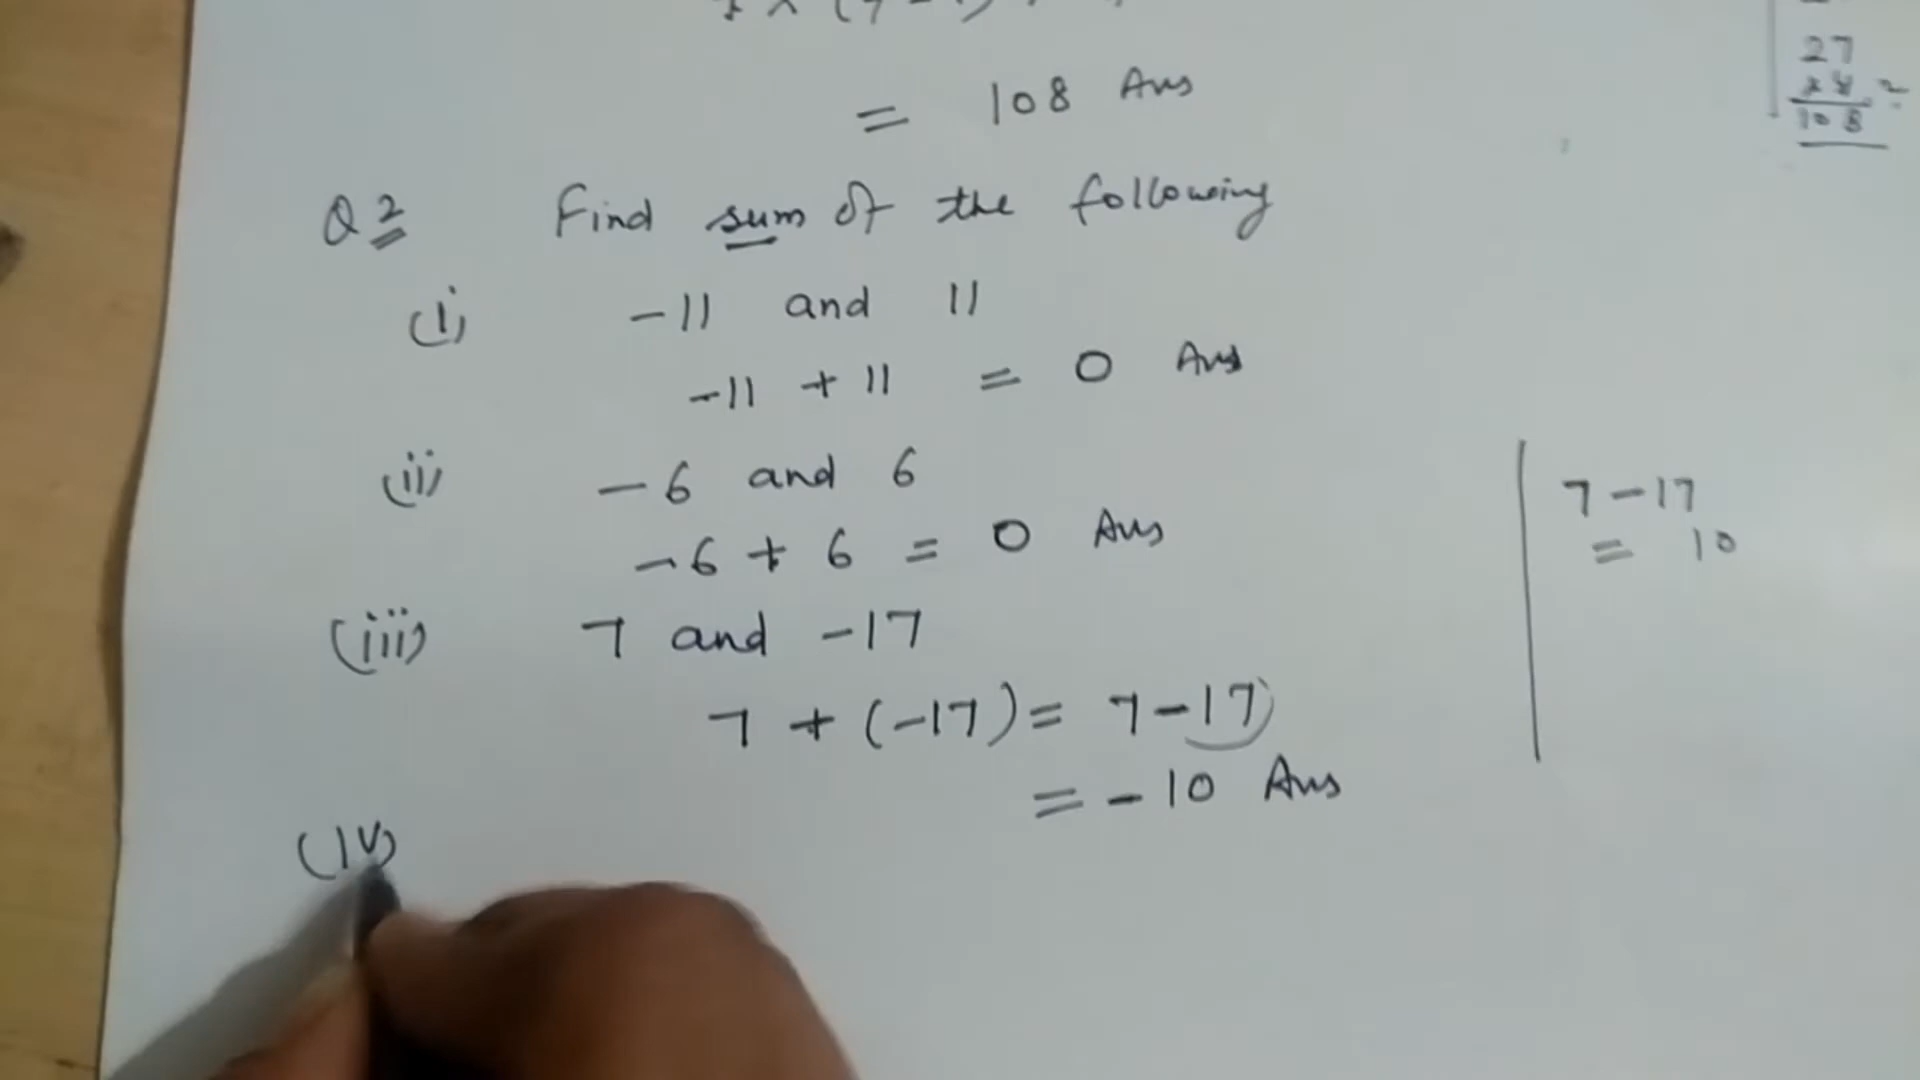 = 108 Ans
27
× 4
108
Q 2 Find sum of the following
(i) -11 and 11
-11 + 11 = 0 Ans
(ii) -6 and 6
-6 + 6 = 0 Ans
(iii) 7 and -17
7 + (-17) = 7-17
= -10 Ans
7-17
= 10
(iv)